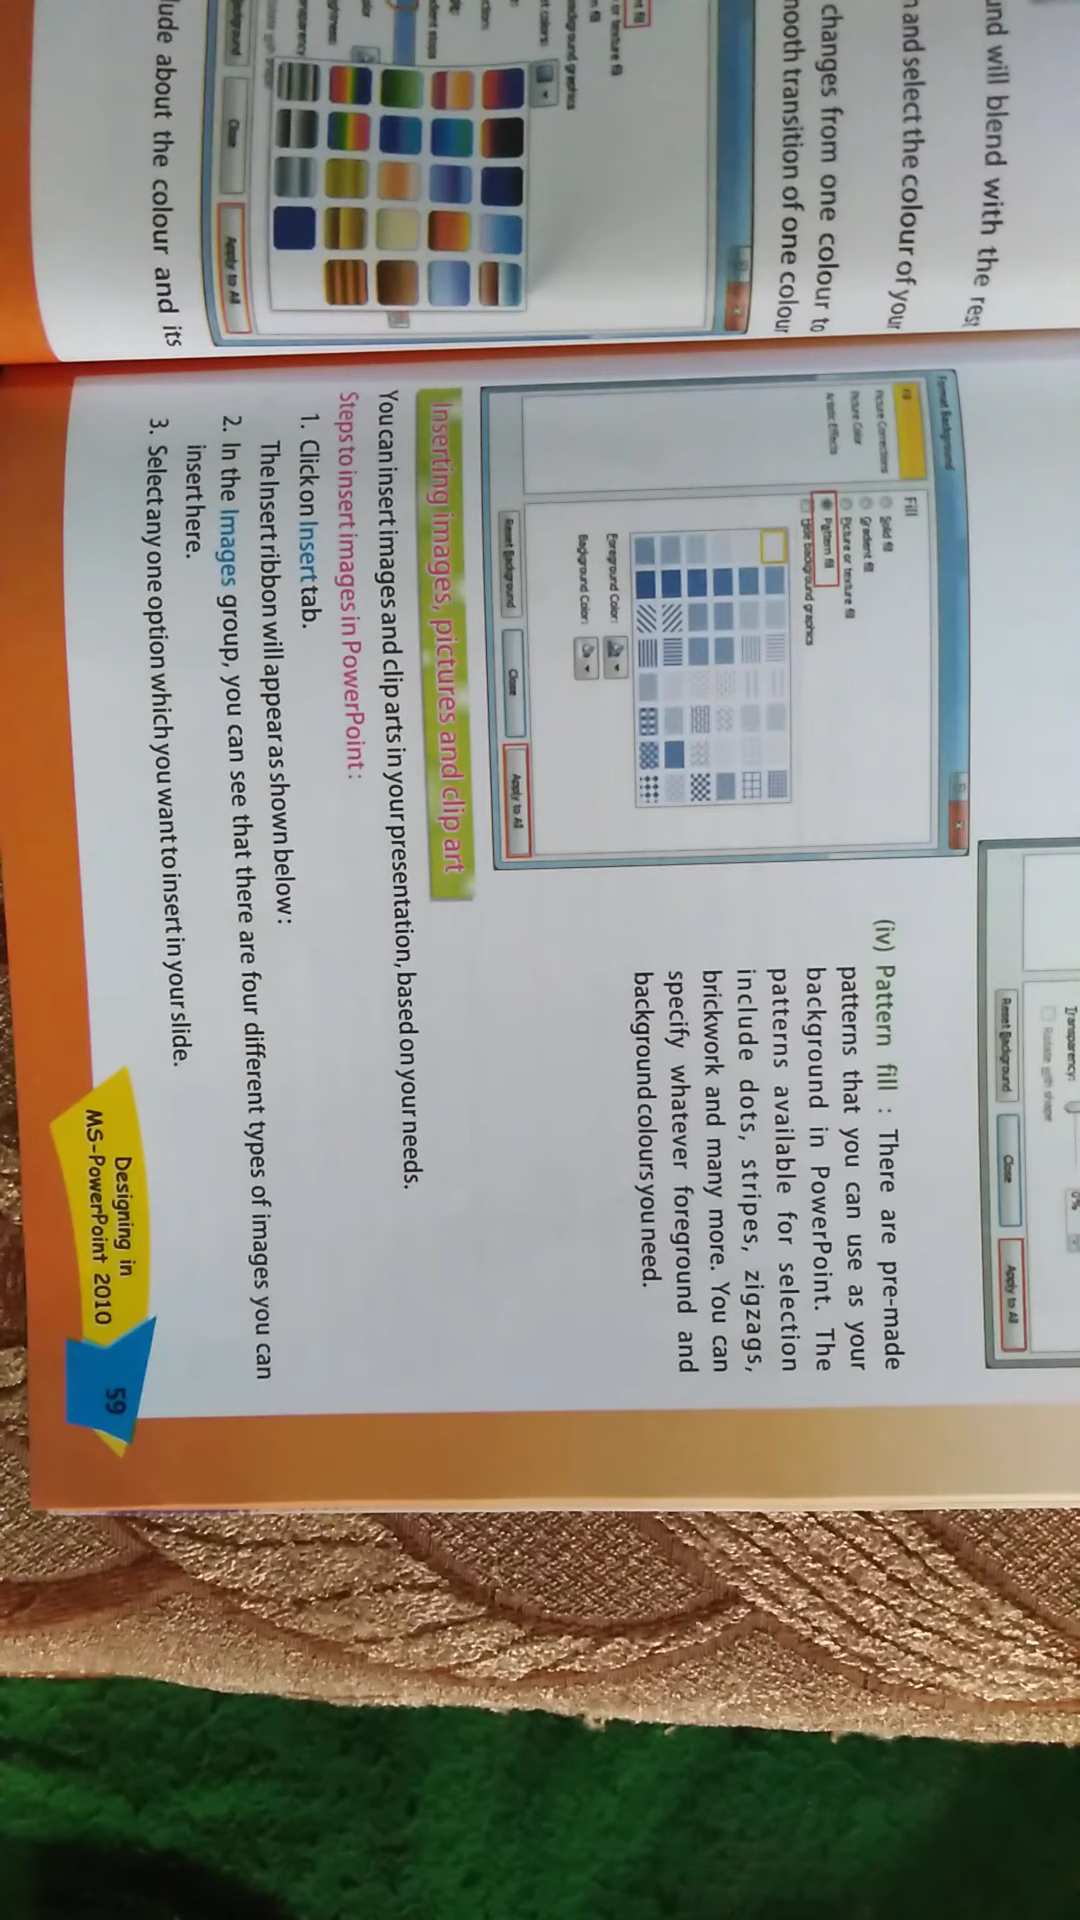 und will blend with the
and select the colour of your
changes from one colour to
transition of one colour
about the colour and its
Close
Apply to All
Transparency:
0%
Rotate with shape
Reset Background
Close
Apply to All
Format Background
Fill
Picture Corrections
Picture Color
Artistic Effects
Fill
Solid fill
Gradient fill
Picture or texture fill
Pattern fill
Hide background graphics
Foreground Color:
Background Color:
Reset Background
Close
Apply to All
(iv) Pattern fill : There are pre-made
patterns that you can use as your
background in PowerPoint. The
patterns available for selection
include dots, stripes, zigzags,
brickwork and many more. You can
specify whatever foreground and
background colours you need.
Inserting images, pictures and clip art
You can insert images and clip arts in your presentation, based on your needs.
Steps to insert images in PowerPoint :
1. Click on Insert tab.
The Insert ribbon will appear as shown below :
2. In the Images group, you can see that there are four different types of images you can
insert here.
3. Select any one option which you want to insert in your slide.
Designing in
MS-PowerPoint 2010
59